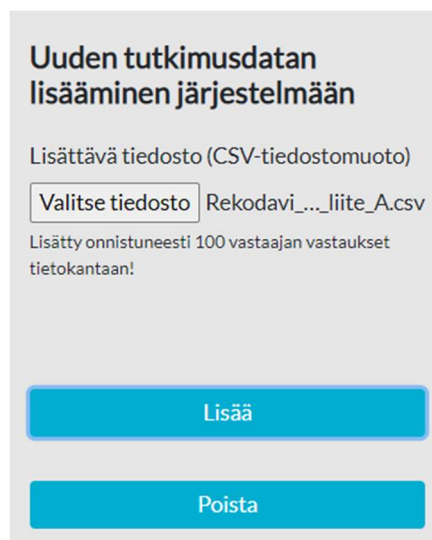 Uuden tutkimusdatan
lisääminen järjestelmään
Lisättävä tiedosto (CSV-tiedostomuoto)
Valitse tiedosto Rekodavi_..._liite_A.csv
Lisätty onnistuneesti 100 vastaajan vastaukset
tietokantaan!
Lisää
Poista